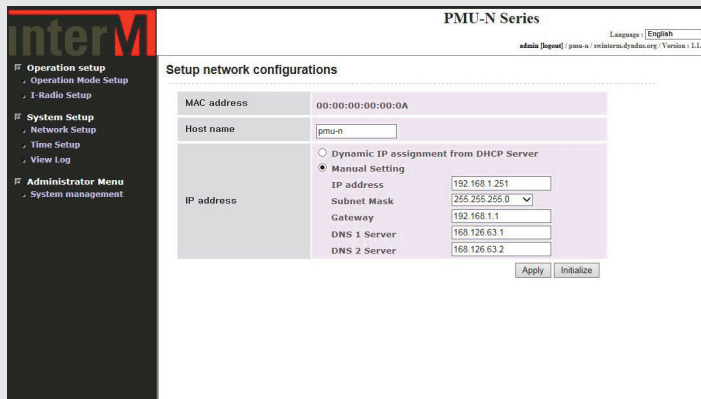 interM
PMU-N Series
Language : English
admin [logout] / pmu-n / swinterm.dyndns.org / Version : 1.1.
Operation setup
Operation Mode Setup
I-Radio Setup
System Setup
Network Setup
Time Setup
View Log
Administrator Menu
System management
Setup network configurations
MAC address 00:00:00:00:00:0A
Host name pmu-n
IP address
Dynamic IP assignment from DHCP Server
Manual Setting
IP address 192.168.1.251
Subnet Mask 255.255.255.0
Gateway 192.168.1.1
DNS 1 Server 168.126.63.1
DNS 2 Server 168.126.63.2
Apply Initialize